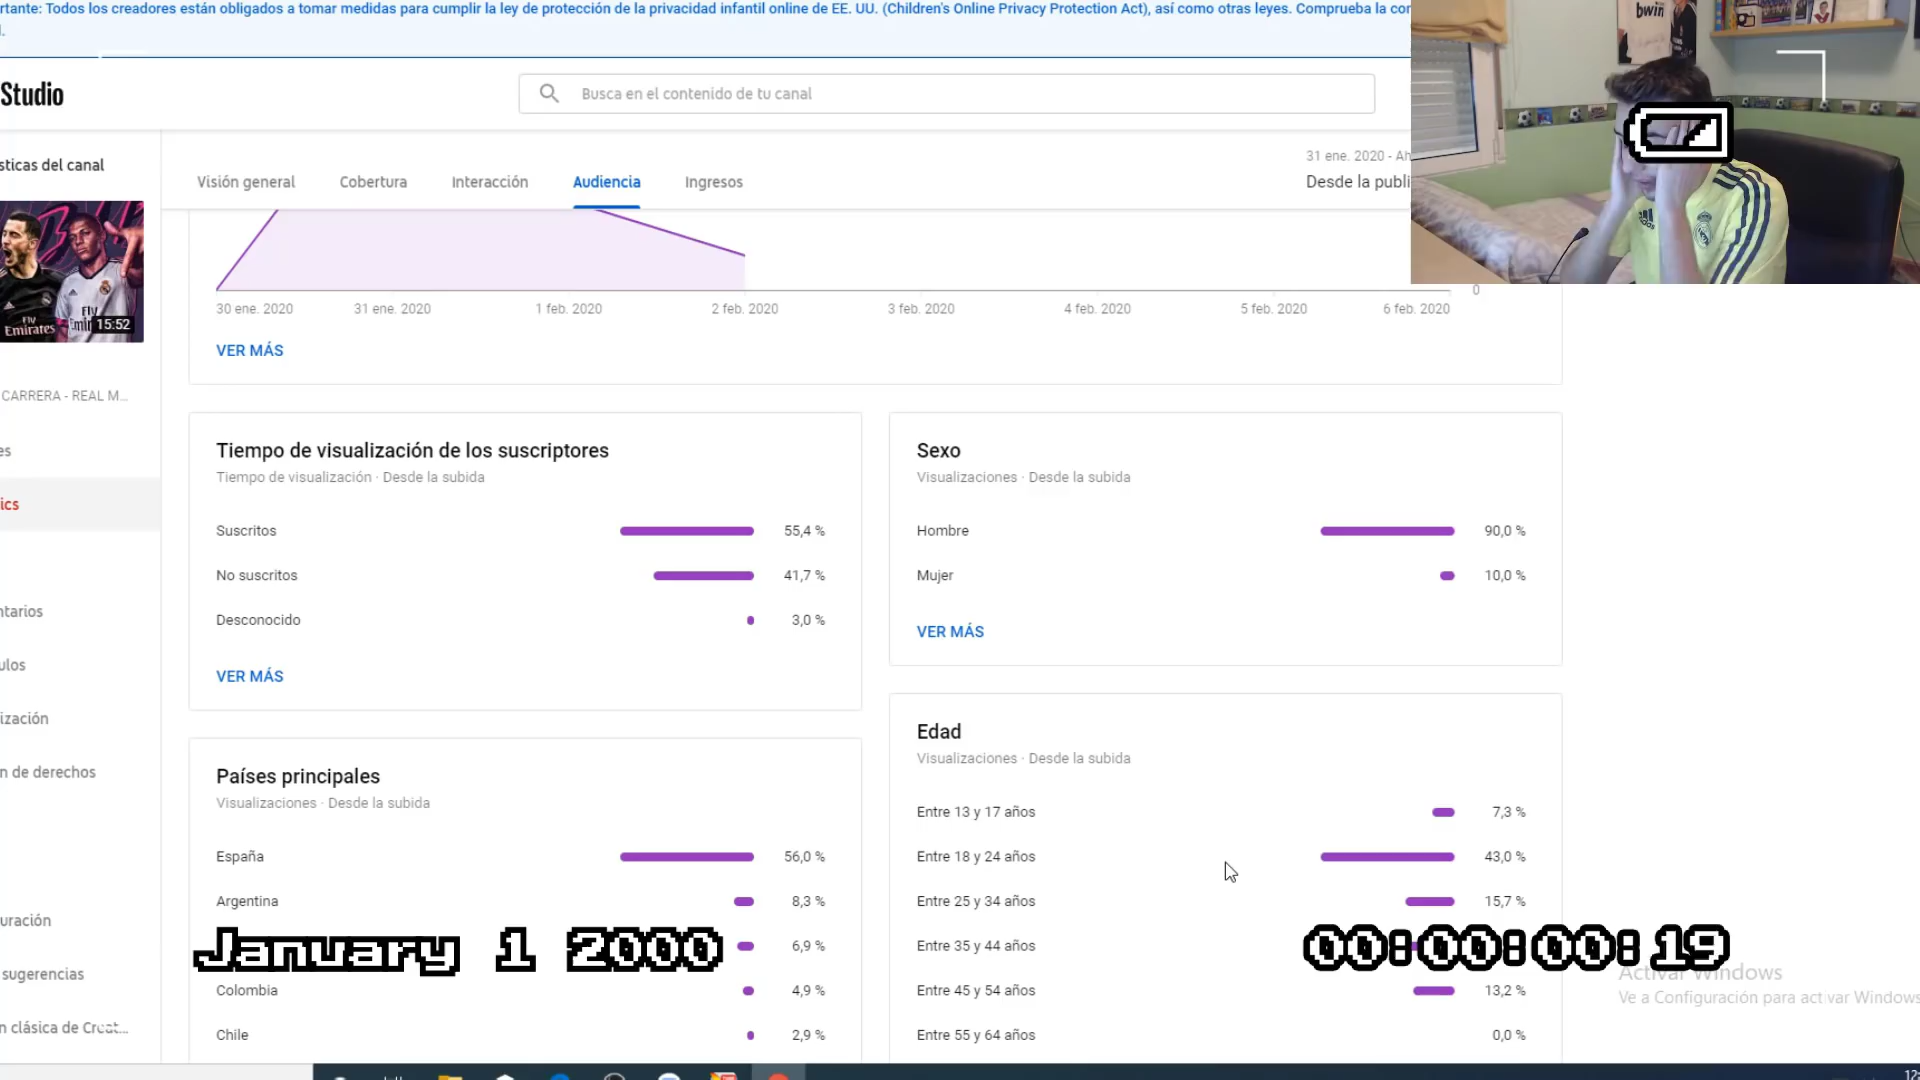 rtante: Todos los creadores están obligados a tomar medidas para cumplir la ley de protección de la privacidad infantil online de EE. UU. (Children's Online Privacy Protection Act), así como otras leyes. Comprueba la con
Studio
Busca en el contenido de tu canal
bwin
sticas del canal
Visión general
Cobertura
Interacción
Audiencia
Ingresos
31 ene. 2020 - Ah
Desde la publi
Fly Emirates
15:52
0
30 ene. 2020
31 ene. 2020
1 feb. 2020
2 feb. 2020
3 feb. 2020
4 feb. 2020
5 feb. 2020
6 feb. 2020
VER MÁS
CARRERA - REAL M...
es
ics
ntarios
ulos
ización
n de derechos
uración
sugerencias
n clásica de Creat...
Tiempo de visualización de los suscriptores
Tiempo de visualización · Desde la subida
Suscritos 55,4 %
No suscritos 41,7 %
Desconocido 3,0 %
VER MÁS
Sexo
Visualizaciones · Desde la subida
Hombre 90,0 %
Mujer 10,0 %
VER MÁS
Países principales
Visualizaciones · Desde la subida
España 56,0 %
Argentina 8,3 %
6,9 %
Colombia 4,9 %
Chile 2,9 %
Edad
Visualizaciones · Desde la subida
Entre 13 y 17 años 7,3 %
Entre 18 y 24 años 43,0 %
Entre 25 y 34 años 15,7 %
Entre 35 y 44 años
Entre 45 y 54 años 13,2 %
Entre 55 y 64 años 0,0 %
January 1 2000
00:00:00:19
Activar Windows
Ve a Configuración para activar Windows
12: